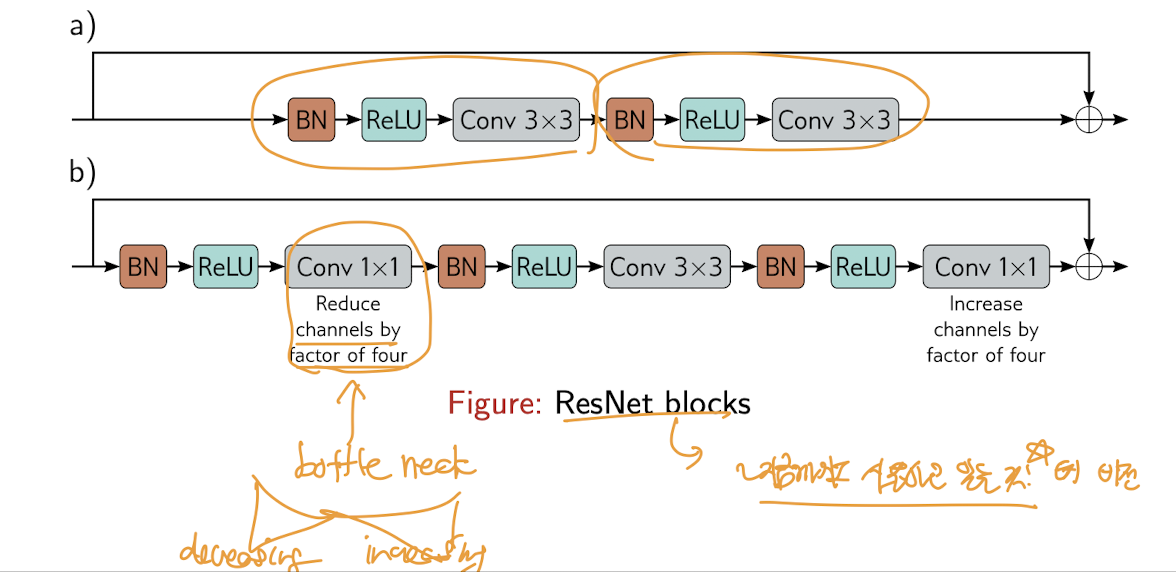 a)
BN ReLU Conv 3×3 BN ReLU Conv 3×3
b)
BN ReLU Conv 1×1 BN ReLU Conv 3×3 BN ReLU Conv 1×1
Reduce
channels by
factor of four
Increase
channels by
factor of four
Figure: ResNet blocks
bottle neck
decreasing increasing